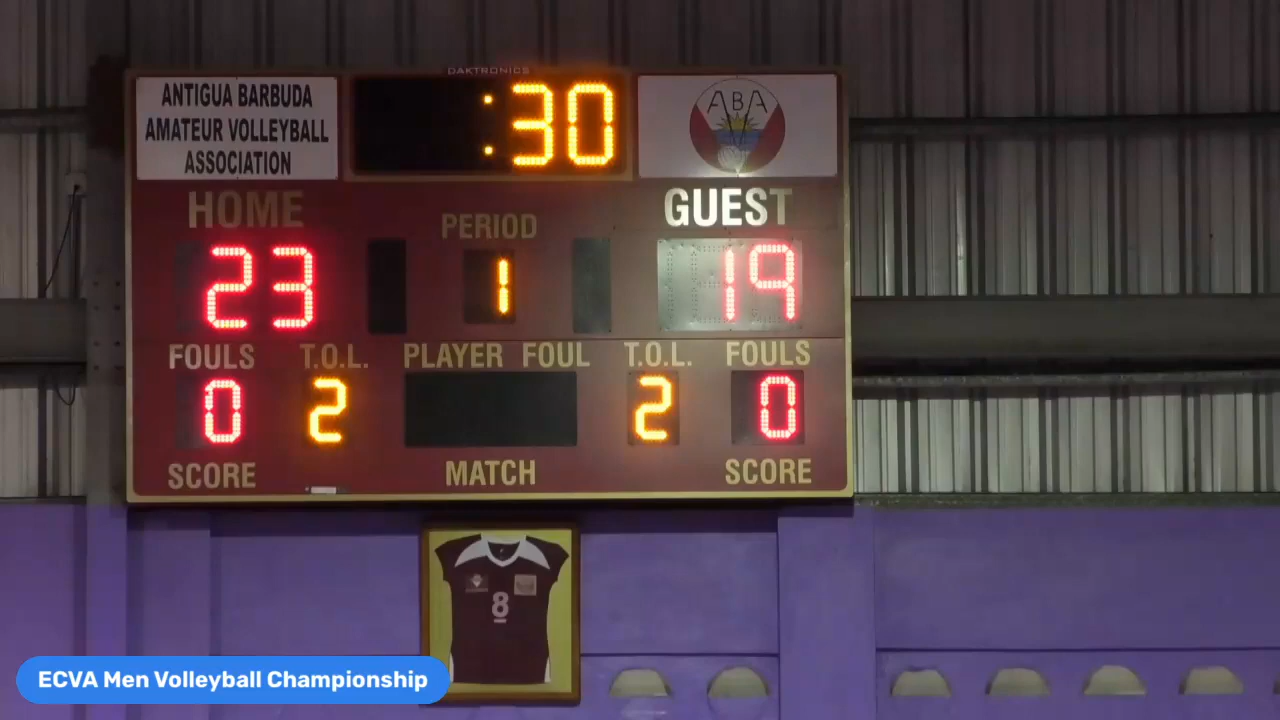 DAKTRONICS
ANTIGUA BARBUDA
AMATEUR VOLLEYBALL
ASSOCIATION
:30
ABA
HOME
PERIOD
GUEST
23
1
19
FOULS
T.O.L.
PLAYER FOUL
T.O.L.
FOULS
0
2
2
0
SCORE
MATCH
SCORE
8
ECVA Men Volleyball Championship